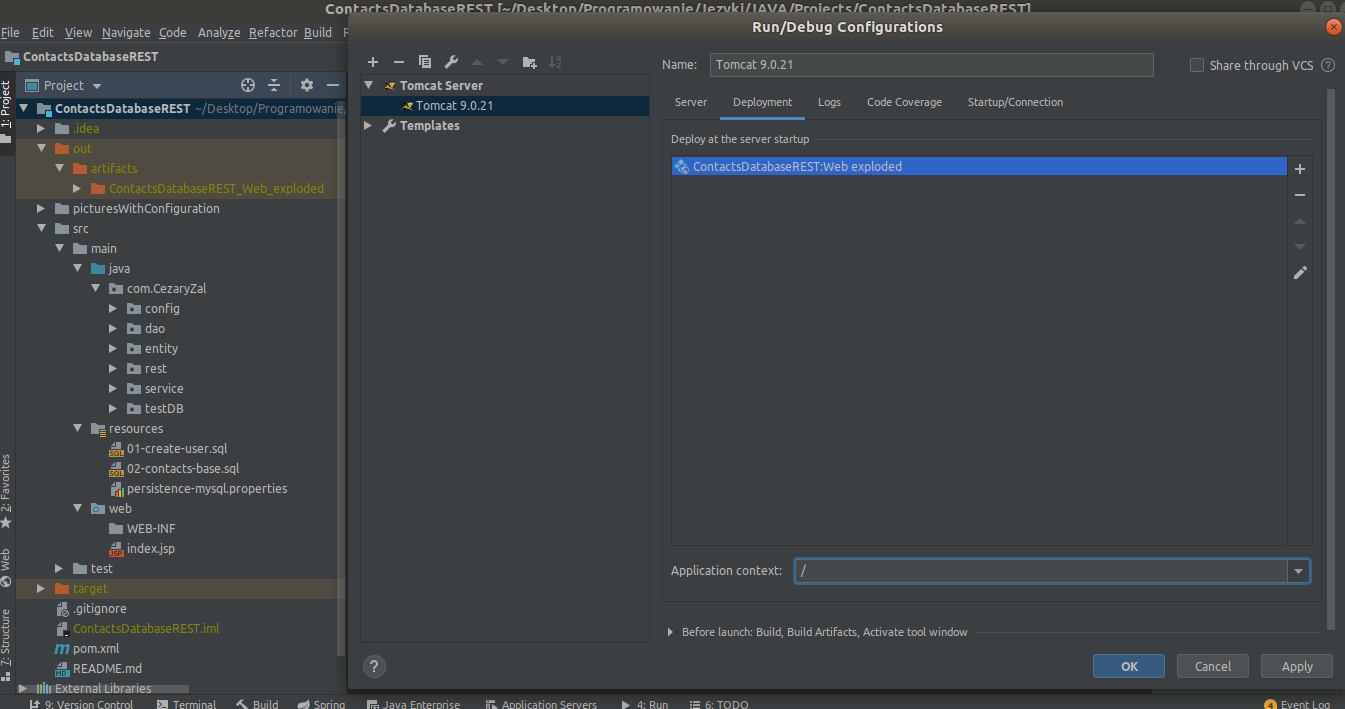 ContactsDatabaseREST [~/Desktop/Programowanie/Jezyki/JAVA/Projects/ContactsDatabaseREST]
File Edit View Navigate Code Analyze Refactor Build
ContactsDatabaseREST
1: Project
2: Favorites
Web
7: Structure
Project
ContactsDatabaseREST ~/Desktop/Programowanie/
.idea
out
artifacts
ContactsDatabaseREST_Web_exploded
picturesWithConfiguration
src
main
java
com.CezaryZal
config
dao
entity
rest
service
testDB
resources
01-create-user.sql
02-contacts-base.sql
persistence-mysql.properties
web
WEB-INF
index.jsp
test
target
.gitignore
ContactsDatabaseREST.iml
pom.xml
README.md
External Libraries
Run/Debug Configurations
Tomcat Server
Tomcat 9.0.21
Templates
Name: Tomcat 9.0.21
Share through VCS
Server Deployment Logs Code Coverage Startup/Connection
Deploy at the server startup
ContactsDatabaseREST:Web exploded
Application context: /
Before launch: Build, Build Artifacts, Activate tool window
? OK Cancel Apply
9: Version Control Terminal Build Spring Java Enterprise Application Servers 4: Run 6: TODO 4 Event Log